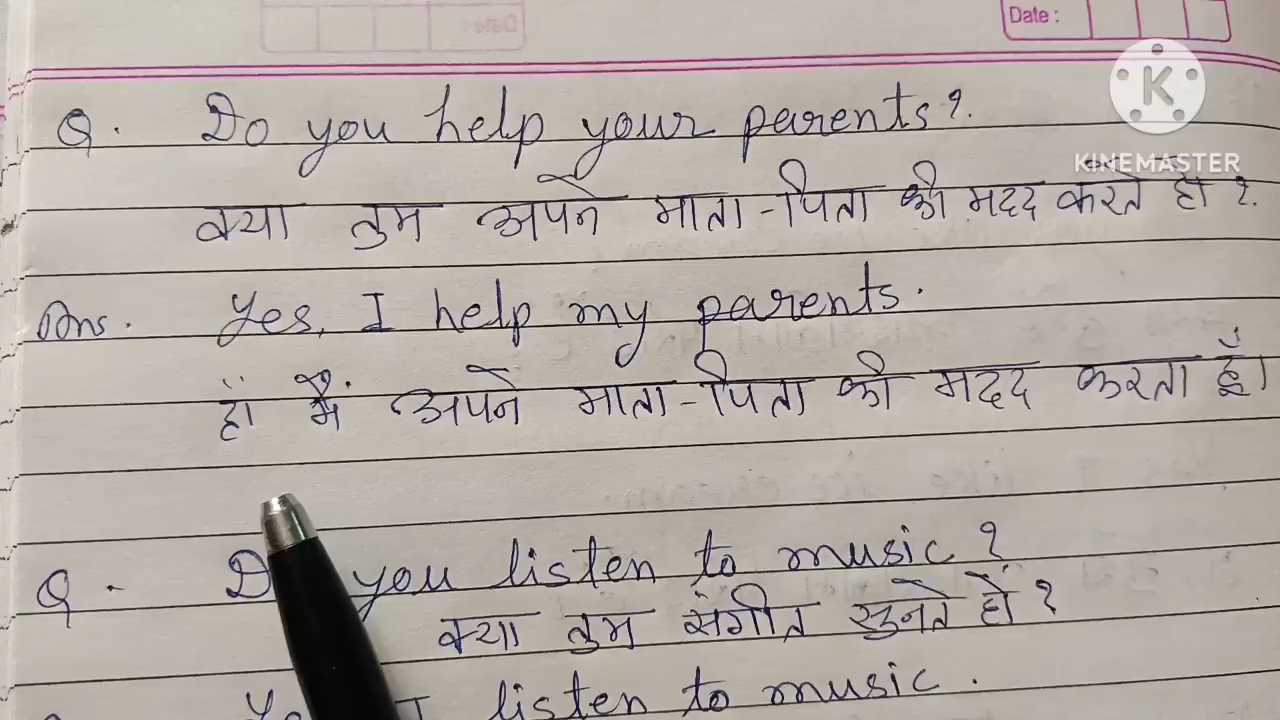 Date :
K
KINEMASTER
Q. Do you help your parents?
क्या तुम अपने माता-पिता की मदद करते हो?
Ans. Yes, I help my parents.
हाँ मैं अपने माता-पिता की मदद करता हूँ।
Q. you listen to music?
क्या तुम संगीत सुनते हो?
I listen to music.